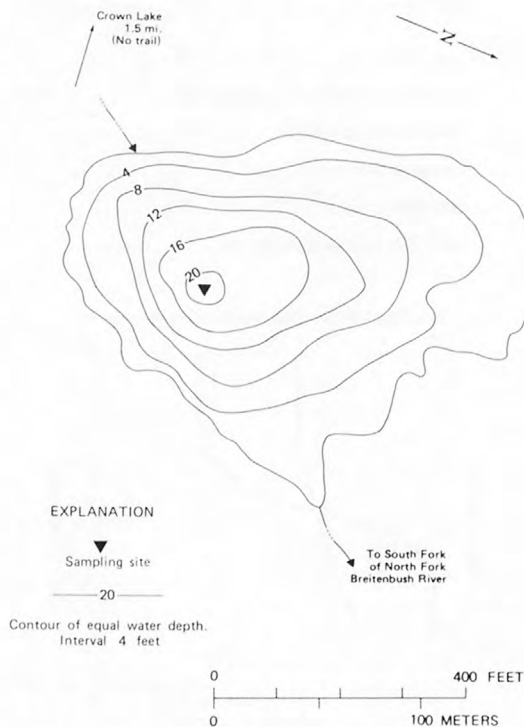 Crown Lake
1.5 mi.
(No trail)
N
4
8
12
16
20
EXPLANATION
Sampling site
20
Contour of equal water depth.
Interval 4 feet
To South Fork
of North Fork
Breitenbush River
0 400 FEET
0 100 METERS